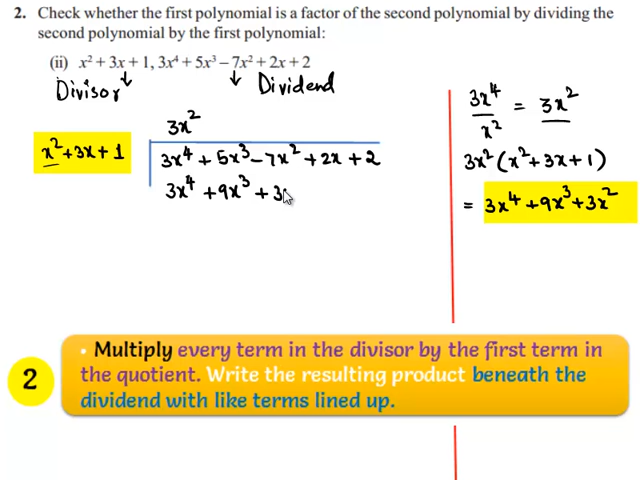 2. Check whether the first polynomial is a factor of the second polynomial by dividing the
second polynomial by the first polynomial:
(ii) x² + 3x + 1, 3x⁴ + 5x³ – 7x² + 2x + 2
Divisor ↓ ↓ Dividend
3x²
x² + 3x + 1 3x⁴ + 5x³ – 7x² + 2x + 2
3x⁴ + 9x³ + 3
3x⁴/x² = 3x²
3x² (x² + 3x + 1)
= 3x⁴ + 9x³ + 3x²
2
• Multiply every term in the divisor by the first term in
the quotient. Write the resulting product beneath the
dividend with like terms lined up.